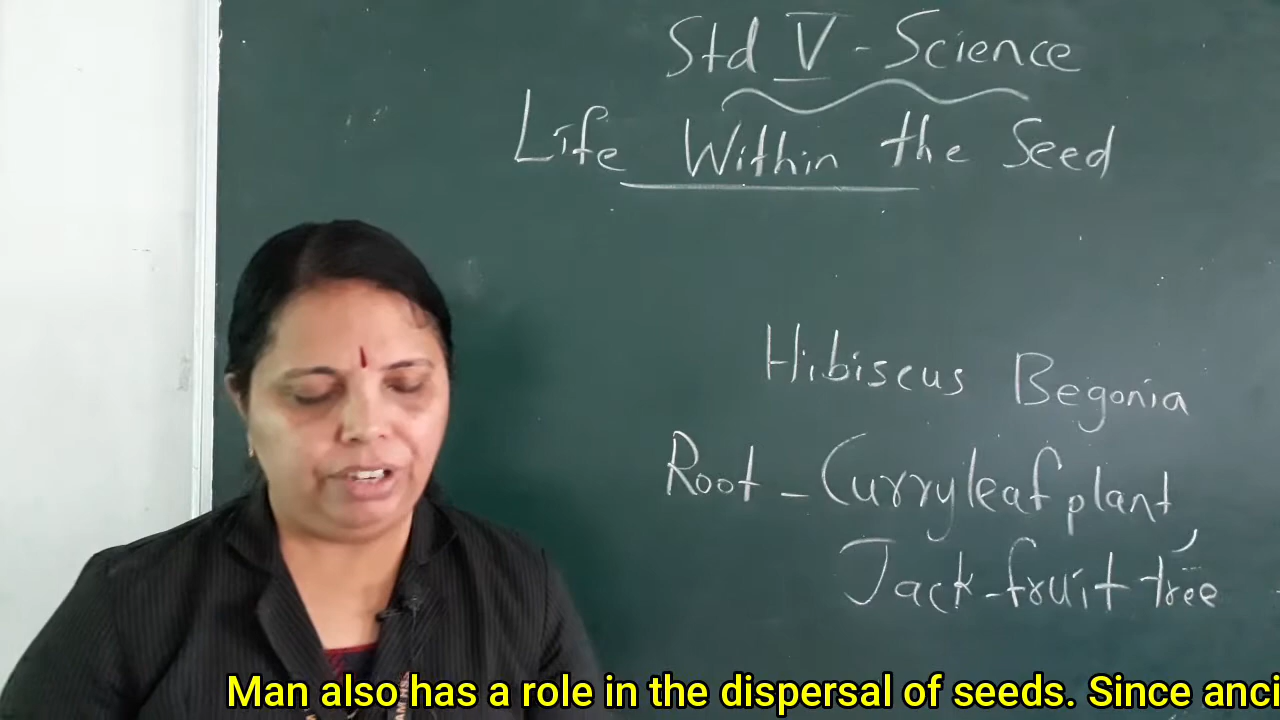 Std V - Science
Life Within the Seed
Hibiscus Begonia
Root - Curryleaf plant,
Jack-fruit tree
Man also has a role in the dispersal of seeds. Since anci